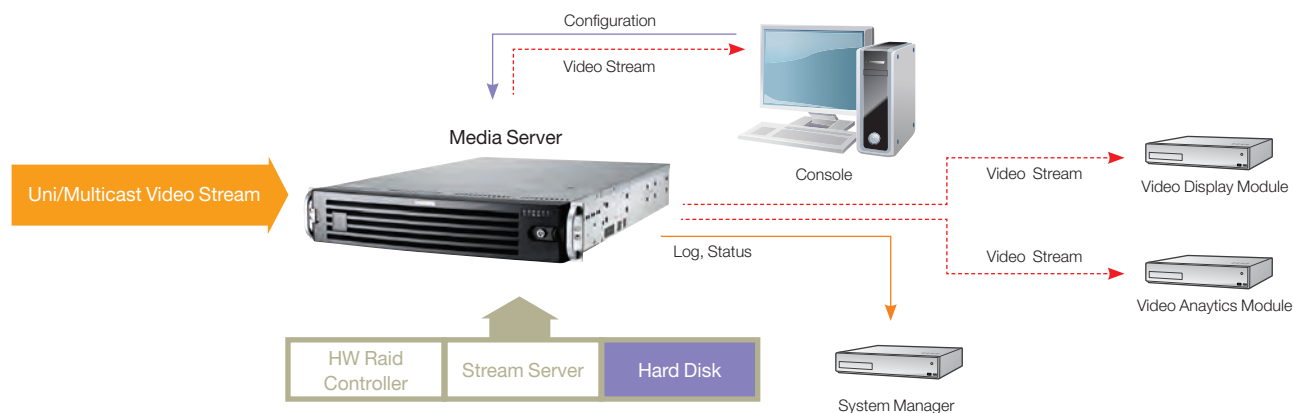 Configuration
Video Stream
Media Server
Uni/Multicast Video Stream
Console
Video Stream
Video Display Module
Log, Status
Video Stream
Video Anaytics Module
HW Raid
Controller
Stream Server
Hard Disk
System Manager